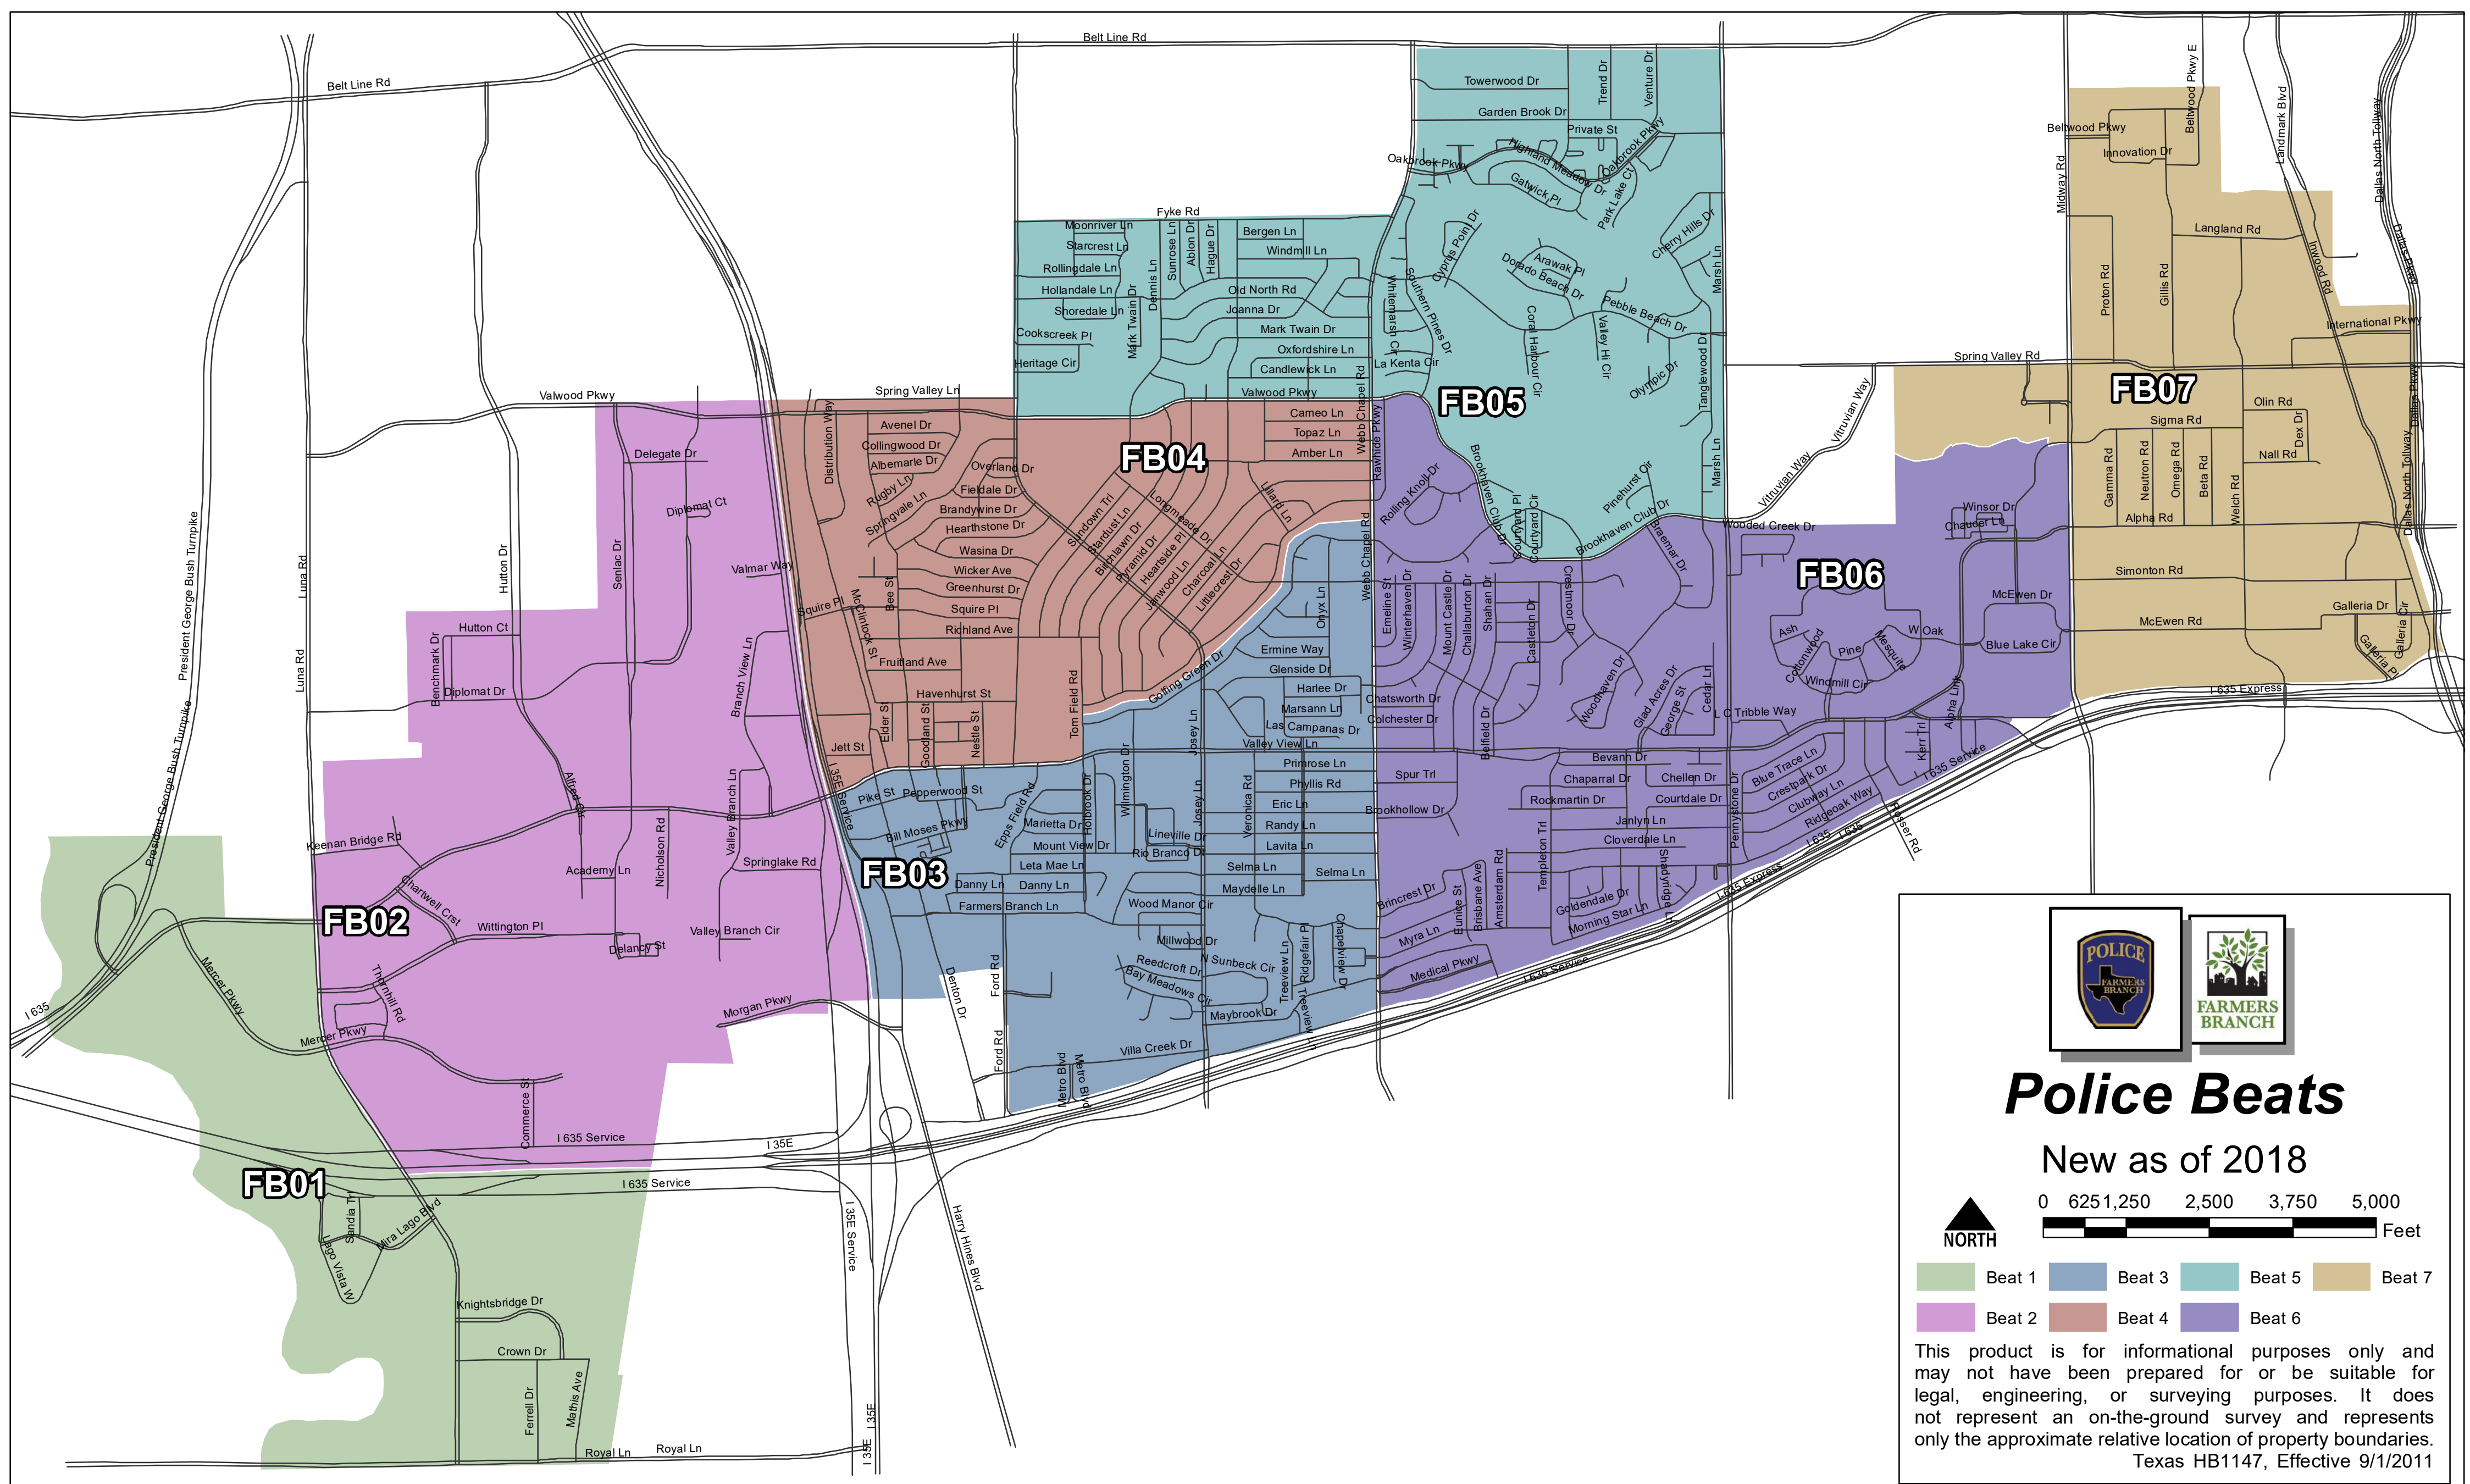 Belt Line Rd
Belt Line Rd
Towerwood Dr
Trend Dr
Venture Dr
Garden Brook Dr
Private St
Oakbrook Pkwy
Oakbrook Pkwy
Highland Meadow Dr
Gatwick Pl
Park Lake Ct
Beltwood Pkwy E
Beltwood Pkwy
Innovation Dr
Landmark Blvd
Dallas North Tollway
Midway Rd
Fyke Rd
Moonriver Ln
Starcrest Ln
Rollingdale Ln
Hollandale Ln
Shoredale Ln
Cookscreek Pl
Heritage Cir
Sunrose Ln
Ablon Dr
Hague Dr
Dennis Ln
Mark Twain Dr
Bergen Ln
Windmill Ln
Old North Rd
Joanna Dr
Mark Twain Dr
Oxfordshire Ln
Candlewick Ln
Valwood Pkwy
Whitemarsh Cir
Southern Pines Dr
La Kenta Cir
Webb Chapel Rd
Cyprus Point Dr
Arawak Pl
Dorado Beach Dr
Cherry Hills Dr
Marsh Ln
Pebble Beach Dr
Coral Harbour Cir
Valley Hi Cir
Olympic Dr
Tanglewood Dr
Langland Rd
Proton Rd
Gillis Rd
Inwood Rd
Dallas Pkwy
International Pkwy
Spring Valley Rd
FB07
FB05
Olin Rd
Dex Dr
Dallas Pkwy
Sigma Rd
Nall Rd
Gamma Rd
Neutron Rd
Omega Rd
Beta Rd
Welch Rd
Dallas North Tollway
Alpha Rd
Simonton Rd
Galleria Dr
Galleria Cir
McEwen Rd
I-635 Express
Vitruvian Way
Vitruvian Way
Valwood Pkwy
Spring Valley Ln
Distribution Way
Avenel Dr
Collingwood Dr
Albemarle Dr
Rugby Ln
Springvale Ln
Overland Dr
Fieldale Dr
Brandywine Dr
Hearthstone Dr
Wasina Dr
Wicker Ave
Greenhurst Dr
Squire Pl
Squire Pl
Richland Ave
Bee St
McClintock St
Fruitland Ave
Havenhurst St
Elder St
Goodland St
Nestle St
Jett St
Tom Field Rd
FB04
Cameo Ln
Topaz Ln
Amber Ln
Lillard Ln
Sundown Trl
Stardust Ln
Birchlawn Dr
Pyramid Dr
Heartside Pl
Janwood Ln
Charcoal Ln
Littlecrest Dr
Longmeade Dr
Golfing Green Dr
Rawhide Pkwy
Rolling Knoll Dr
Brookhaven Club Dr
Courtyard Pl
Courtyard Cir
Pinehurst Cir
Brookhaven Club Dr
Marsh Ln
Braemar Dr
Wooded Creek Dr
Winsor Dr
Chaucer Ln
FB06
McEwen Dr
Blue Lake Cir
Ash
Cottonwood
Pine
Mesquite
W Oak
Windmill Cir
Alpha Link
L C Tribble Way
Kerr Trl
I 635 Service
Webb Chapel Rd
Emeline St
Winterhaven Dr
Mount Castle Dr
Challaburton Dr
Shahan Dr
Castleton Dr
Crestmoor Dr
Woodhaven Dr
Glad Acres Dr
George St
Cedar Ln
Belfield Dr
Chatsworth Dr
Colchester Dr
Onyx Ln
Ermine Way
Glenside Dr
Harlee Dr
Marsann Ln
Las Campanas Dr
Valley View Ln
Primrose Ln
Phyllis Rd
Eric Ln
Randy Ln
Lavita Ln
Selma Ln
Selma Ln
Maydelle Ln
Veronica Rd
Josey Ln
Josey Ln
Wilmington Dr
Holbrook Dr
Epps Field Rd
Marietta Dr
Mount View Dr
Leta Mae Ln
Danny Ln
Danny Ln
Farmers Branch Ln
Lineville Dr
Rio Branco Dr
Wood Manor Cir
Millwood Dr
Reedcroft Dr
N Sunbeck Cir
Bay Meadows Cir
Maybrook Dr
Treeview Ln
Treeview Ln
Ridgefair Pl
Chapelview Dr
Villa Creek Dr
Metro Blvd
Metro Blvd
Ford Rd
Ford Rd
Denton Dr
Pike St
Pepperwood St
Bill Moses Pkwy
FB03
I 35E Service
Spur Trl
Brookhollow Dr
Bevann Dr
Chaparral Dr
Chellen Dr
Rockmartin Dr
Courtdale Dr
Janlyn Ln
Cloverdale Ln
Templeton Trl
Shadyridge Ln
Pennystone Dr
Blue Trace Ln
Crestpark Dr
Clubway Ln
Ridgeoak Way
Rosser Rd
I 635
I 635
I 635 Express
Brincrest Dr
Eunice St
Brisbane Ave
Amsterdam Rd
Goldendale Dr
Morning Star Ln
Myra Ln
Medical Pkwy
I 635 Service
President George Bush Turnpike
President George Bush Turnpike
President George Bush Turnpike
Luna Rd
Luna Rd
Hutton Dr
Senlac Dr
Delegate Dr
Diplomat Ct
Valmar Way
Hutton Ct
Benchmark Dr
Diplomat Dr
Branch View Ln
Alfred Cir
Keenan Bridge Rd
Chartwell Crst
Academy Ln
Nicholson Rd
Valley Branch Ln
Springlake Rd
FB02
Wittington Pl
Delancy St
Valley Branch Cir
Thornhill Rd
Morgan Pkwy
Mercer Pkwy
Mercer Pkwy
Commerce St
I 635
I 635 Service
I 35E
I 635 Service
FB01
Sandia Trl
Mira Lago Blvd
Lago Vista W
Knightsbridge Dr
Crown Dr
Ferrell Dr
Mathis Ave
Royal Ln
Royal Ln
I 35E Service
I 35E
I 35E
Harry Hines Blvd
POLICE
FARMERS
BRANCH
FARMERS
BRANCH
Police Beats
New as of 2018
0 625 1,250 2,500 3,750 5,000
Feet
NORTH
Beat 1 Beat 3 Beat 5 Beat 7
Beat 2 Beat 4 Beat 6
This product is for informational purposes only and
may not have been prepared for or be suitable for
legal, engineering, or surveying purposes. It does
not represent an on-the-ground survey and represents
only the approximate relative location of property boundaries.
Texas HB1147, Effective 9/1/2011